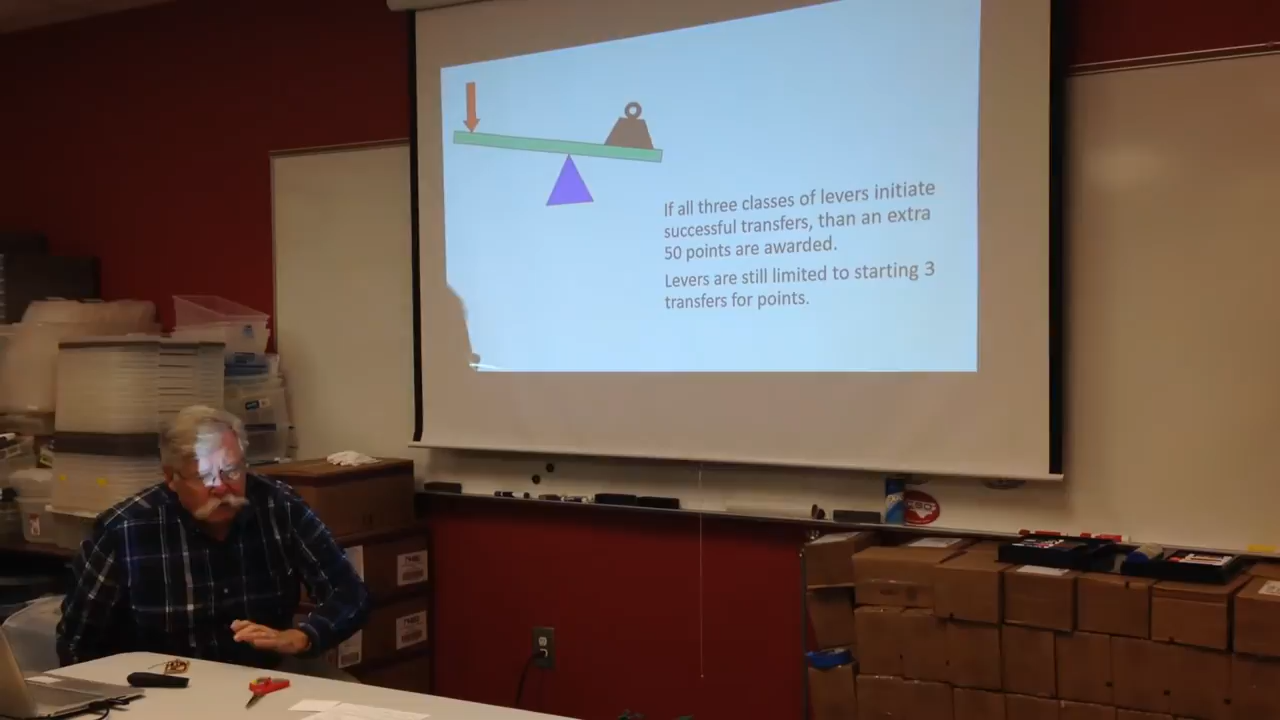 If all three classes of levers initiate
successful transfers, than an extra
50 points are awarded.
Levers are still limited to starting 3
transfers for points.